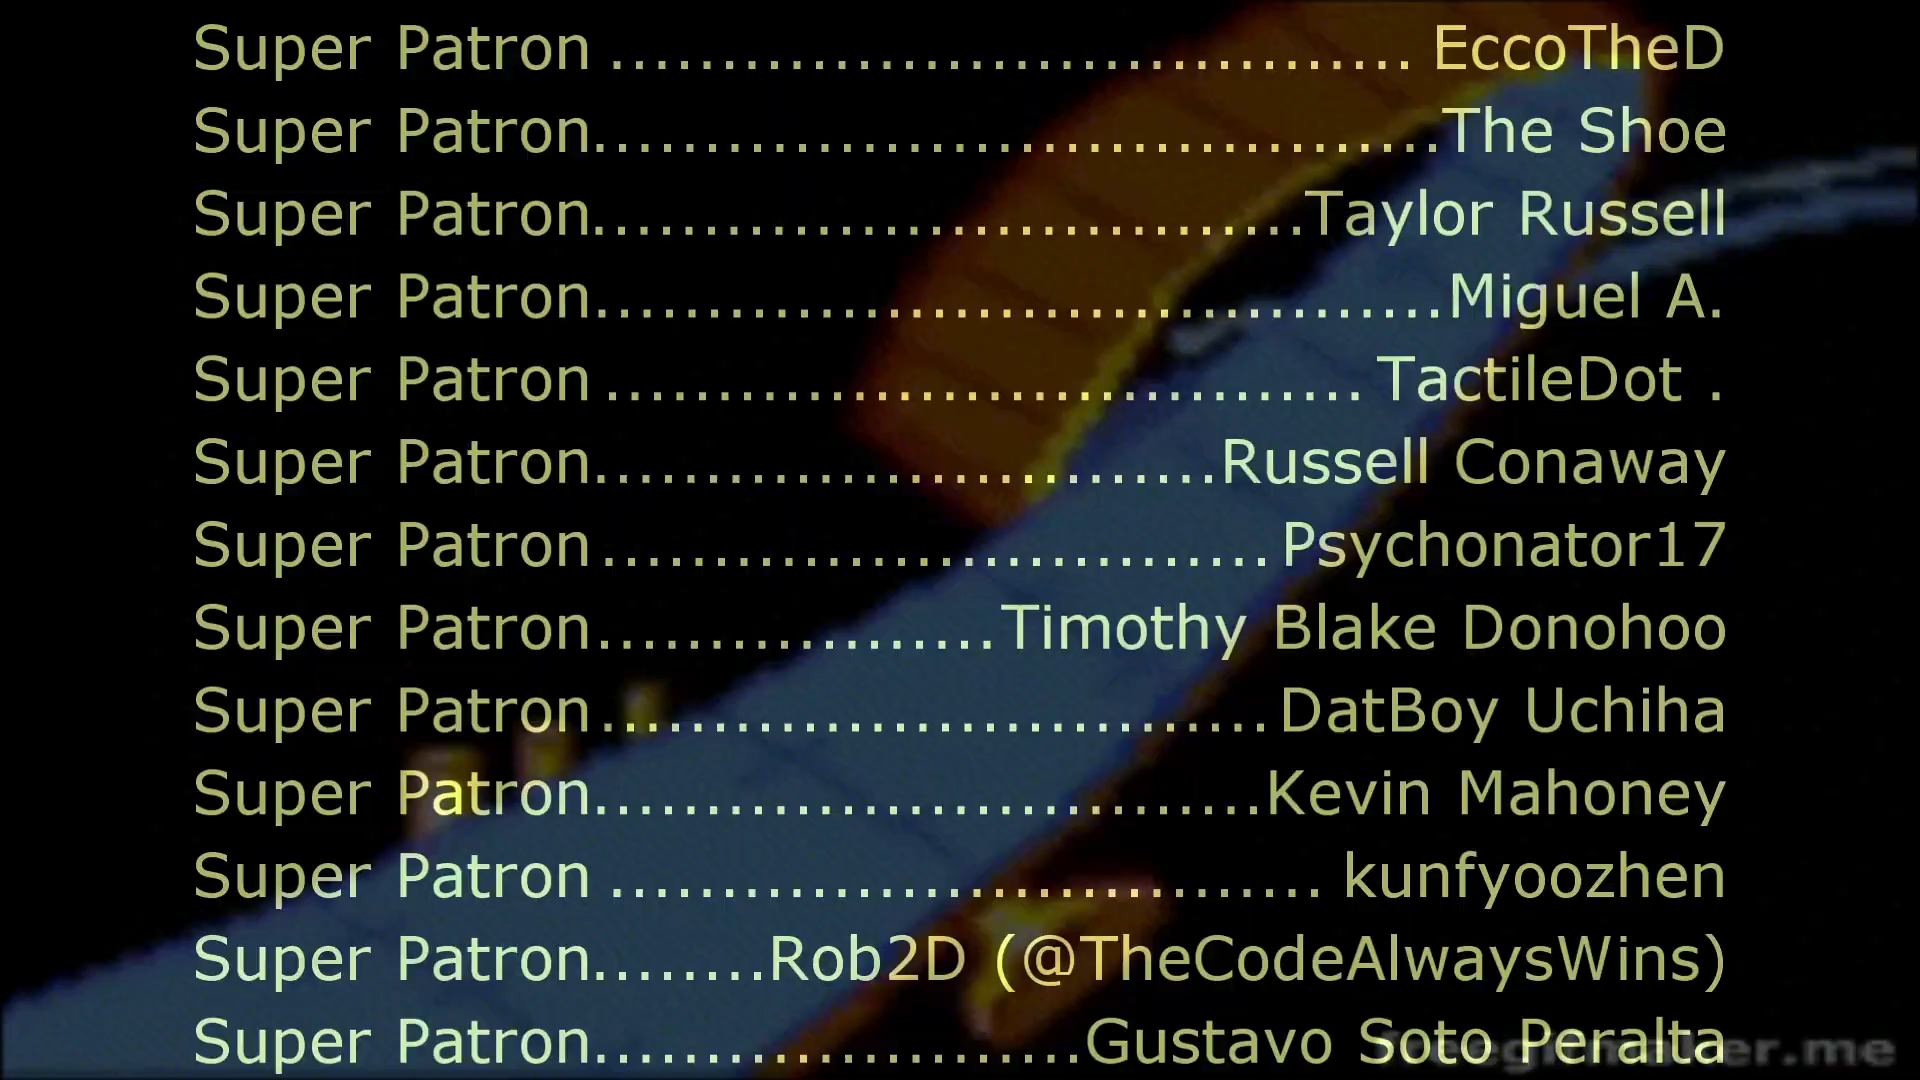 Super Patron .................................... EccoTheD
Super Patron......................................The Shoe
Super Patron................................Taylor Russell
Super Patron......................................Miguel A.
Super Patron .................................. TactileDot .
Super Patron............................Russell Conaway
Super Patron..............................Psychonator17
Super Patron..................Timothy Blake Donohoo
Super Patron..............................DatBoy Uchiha
Super Patron..............................Kevin Mahoney
Super Patron ................................ kunfyoozhen
Super Patron........Rob2D (@TheCodeAlwaysWins)
Super Patron......................Gustavo Soto Peralta